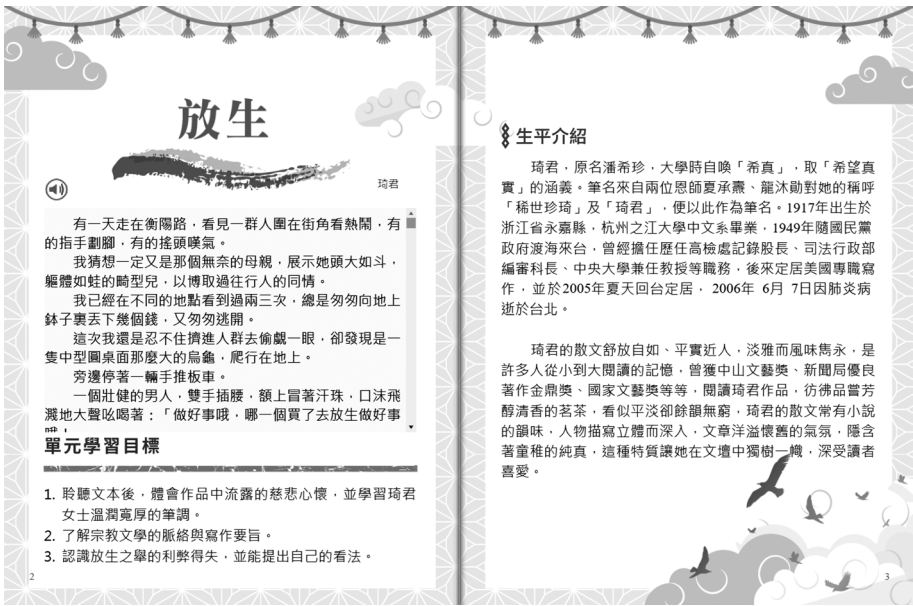 放生
琦君
有一天走在衡陽路，看見一群人圍在街角看熱鬧，有
的指手劃腳，有的搖頭嘆氣。
我猜想一定又是那個無奈的母親，展示她頭大如斗，
軀體如蛙的畸型兒，以博取過往行人的同情。
我已經在不同的地點看到過兩三次，總是匆匆向地上
鉢子裏丟下幾個錢，又匆匆逃開。
這次我還是忍不住擠進人群去偷覷一眼，卻發現是一
隻中型圓桌面那麼大的烏龜，爬行在地上。
旁邊停著一輛手推板車。
一個壯健的男人，雙手插腰，額上冒著汗珠，口沫飛
濺地大聲吆喝著：「做好事哦，哪一個買了去放生做好事
單元學習目標
1. 聆聽文本後，體會作品中流露的慈悲心懷，並學習琦君
女士溫潤寬厚的筆調。
2. 了解宗教文學的脈絡與寫作要旨。
3. 認識放生之舉的利弊得失，並能提出自己的看法。
2
生平介紹
琦君，原名潘希珍，大學時自喚「希真」，取「希望真
實」的涵義。筆名來自兩位恩師夏承燾、龍沐勛對她的稱呼
「稀世珍琦」及「琦君」，便以此作為筆名。1917年出生於
浙江省永嘉縣，杭州之江大學中文系畢業，1949年隨國民黨
政府渡海來台，曾經擔任歷任高檢處記錄股長、司法行政部
編審科長、中央大學兼任教授等職務，後來定居美國專職寫
作，並於2005年夏天回台定居， 2006年 6月 7日因肺炎病
逝於台北。
琦君的散文舒放自如、平實近人，淡雅而風味雋永，是
許多人從小到大閱讀的記憶，曾獲中山文藝獎、新聞局優良
著作金鼎獎、國家文藝獎等等，閱讀琦君作品，彷彿品嘗芳
醇清香的茗茶，看似平淡卻餘韻無窮，琦君的散文常有小說
的韻味，人物描寫立體而深入，文章洋溢懷舊的氣氛，隱含
著童稚的純真，這種特質讓她在文壇中獨樹一幟，深受讀者
喜愛。
3